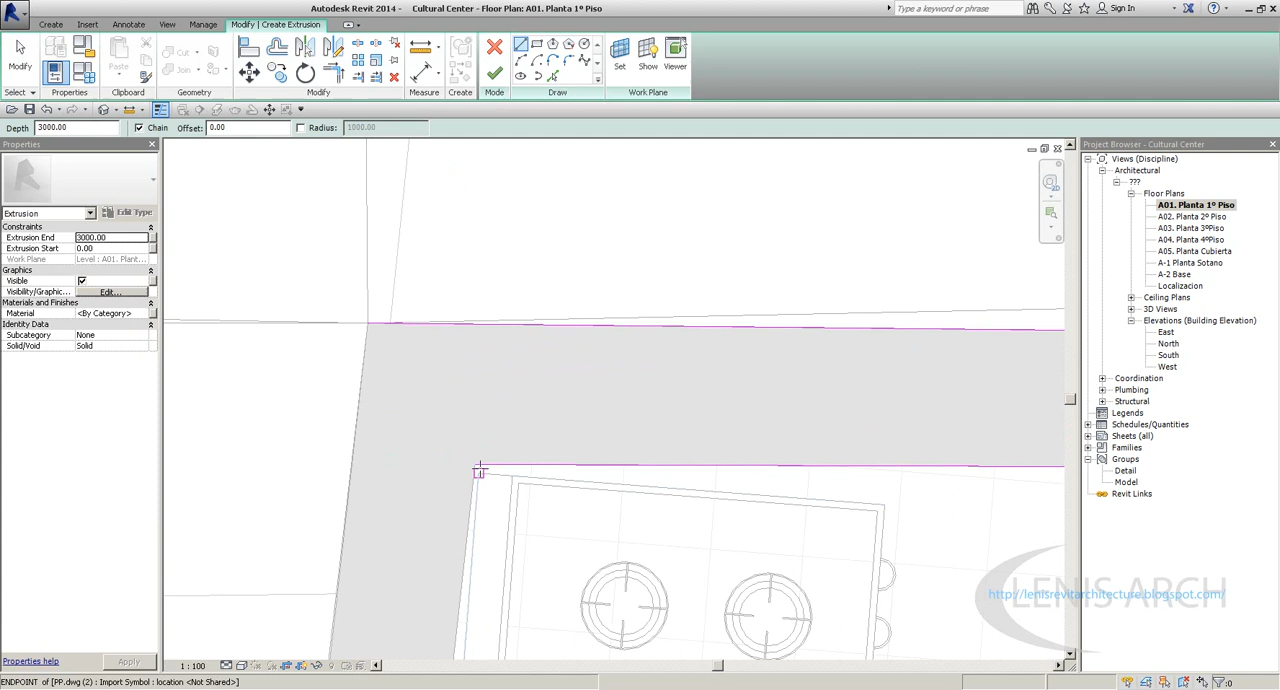 Autodesk Revit 2014 - Cultural Center - Floor Plan: A01. Planta 1º Piso
Type a keyword or phrase
Sign In
Create
Insert
Annotate
View
Manage
Modify | Create Extrusion
Modify
Paste
Cut
Join
Set
Show
Viewer
Select
Properties
Clipboard
Geometry
Modify
Measure
Create
Mode
Draw
Work Plane
Depth
3000.00
Chain
Offset:
0.00
Radius:
1000.00
Properties
Project Browser - Cultural Center
Extrusion
Edit Type
Constraints
Extrusion End
3000.00
Extrusion Start
0.00
Work Plane
Level : A01. Plant...
Graphics
Visible
Visibility/Graphic...
Edit...
Materials and Finishes
Material
<By Category>
Identity Data
Subcategory
None
Solid/Void
Solid
Properties help
Apply
Views (Discipline)
Architectural
???
Floor Plans
A01. Planta 1º Piso
A02. Planta 2º Piso
A03. Planta 3ºPiso
A04. Planta 4ºPiso
A05. Planta Cubierta
A-1 Planta Sotano
A-2 Base
Localizacion
Ceiling Plans
3D Views
Elevations (Building Elevation)
East
North
South
West
Coordination
Plumbing
Structural
Legends
Schedules/Quantities
Sheets (all)
Families
Groups
Detail
Model
Revit Links
LENIS ARCH
http://lenisrevitarchitecture.blogspot.com/
1 : 100
ENDPOINT of [PP.dwg (2) : Import Symbol : location <Not Shared>]
:0